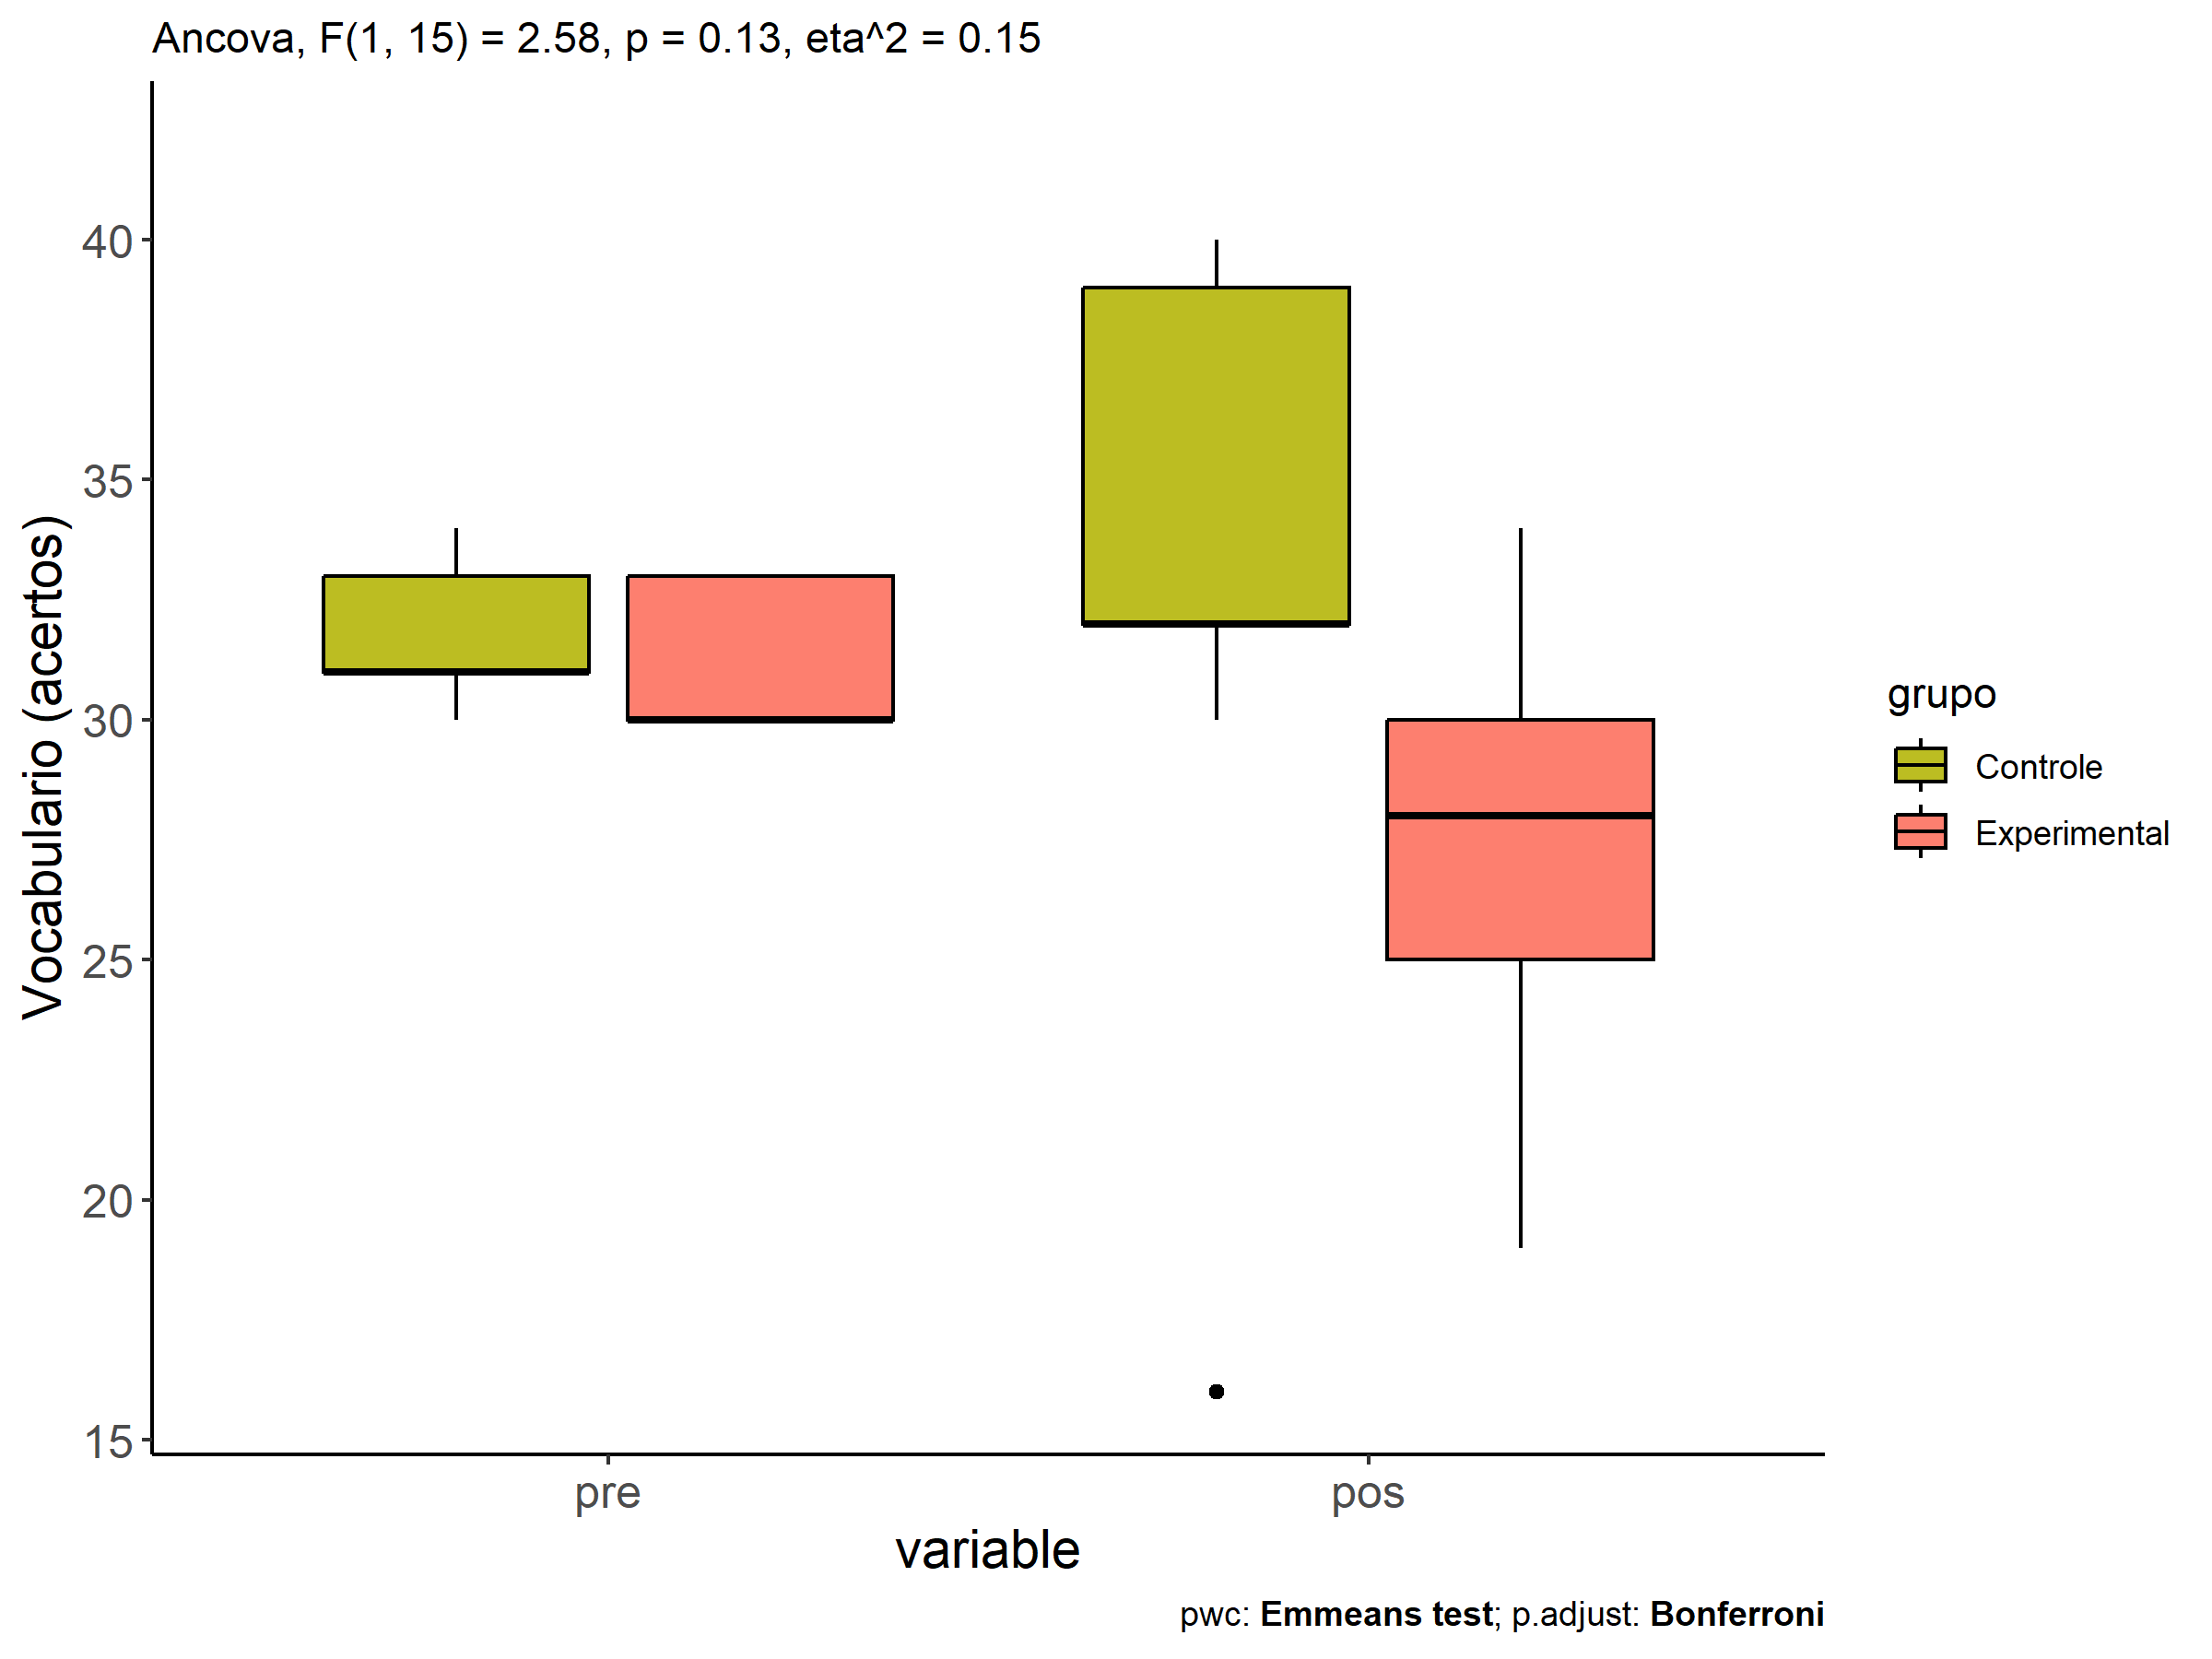 Ancova, F(1, 15) = 2.58, p = 0.13, eta^2 = 0.15
Vocabulario (acertos)
40
35
30
25
20
15
pre
pos
variable
grupo
Controle
Experimental
pwc: Emmeans test; p.adjust: Bonferroni